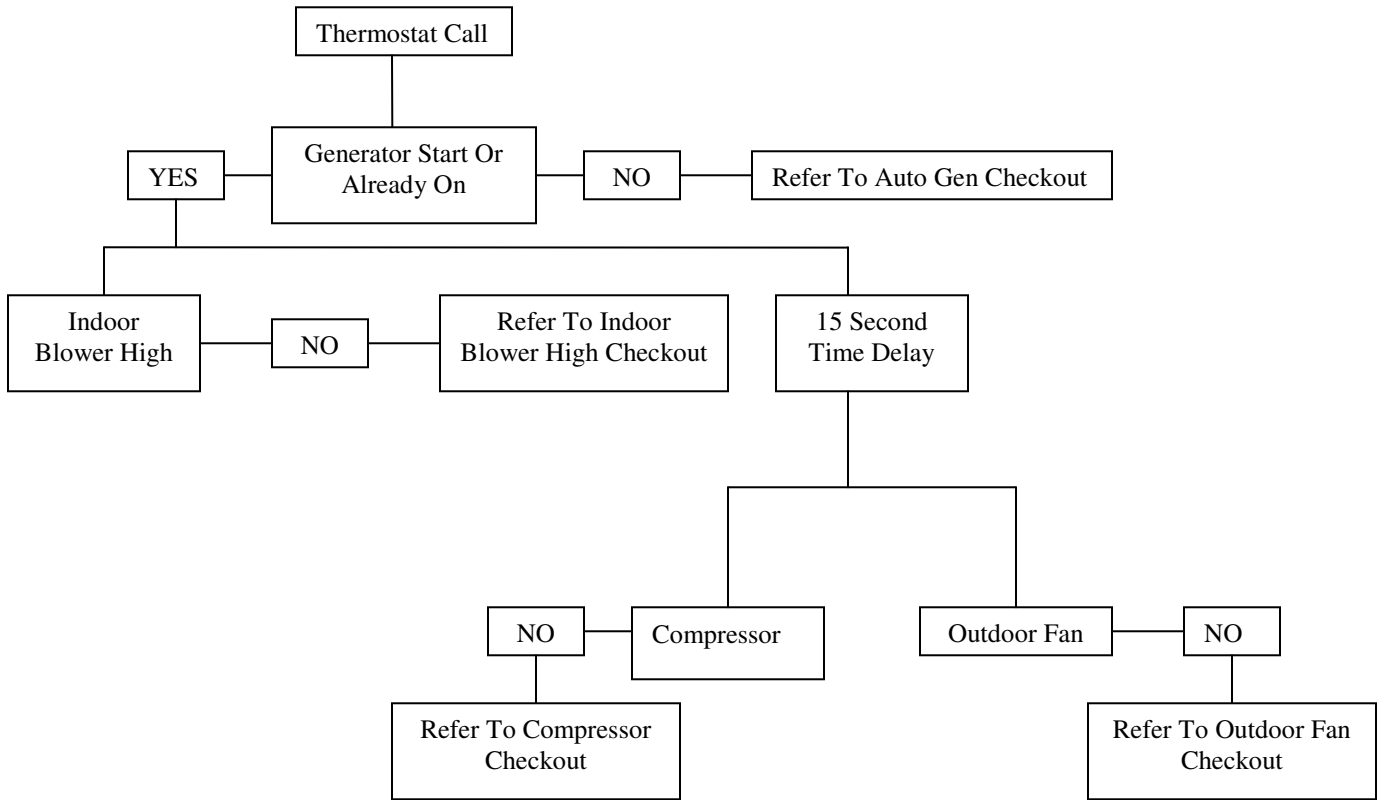 Thermostat Call
Generator Start Or
Already On
YES
NO
Refer To Auto Gen Checkout
Indoor
Blower High
NO
Refer To Indoor
Blower High Checkout
15 Second
Time Delay
NO
Compressor
Outdoor Fan
NO
Refer To Compressor
Checkout
Refer To Outdoor Fan
Checkout